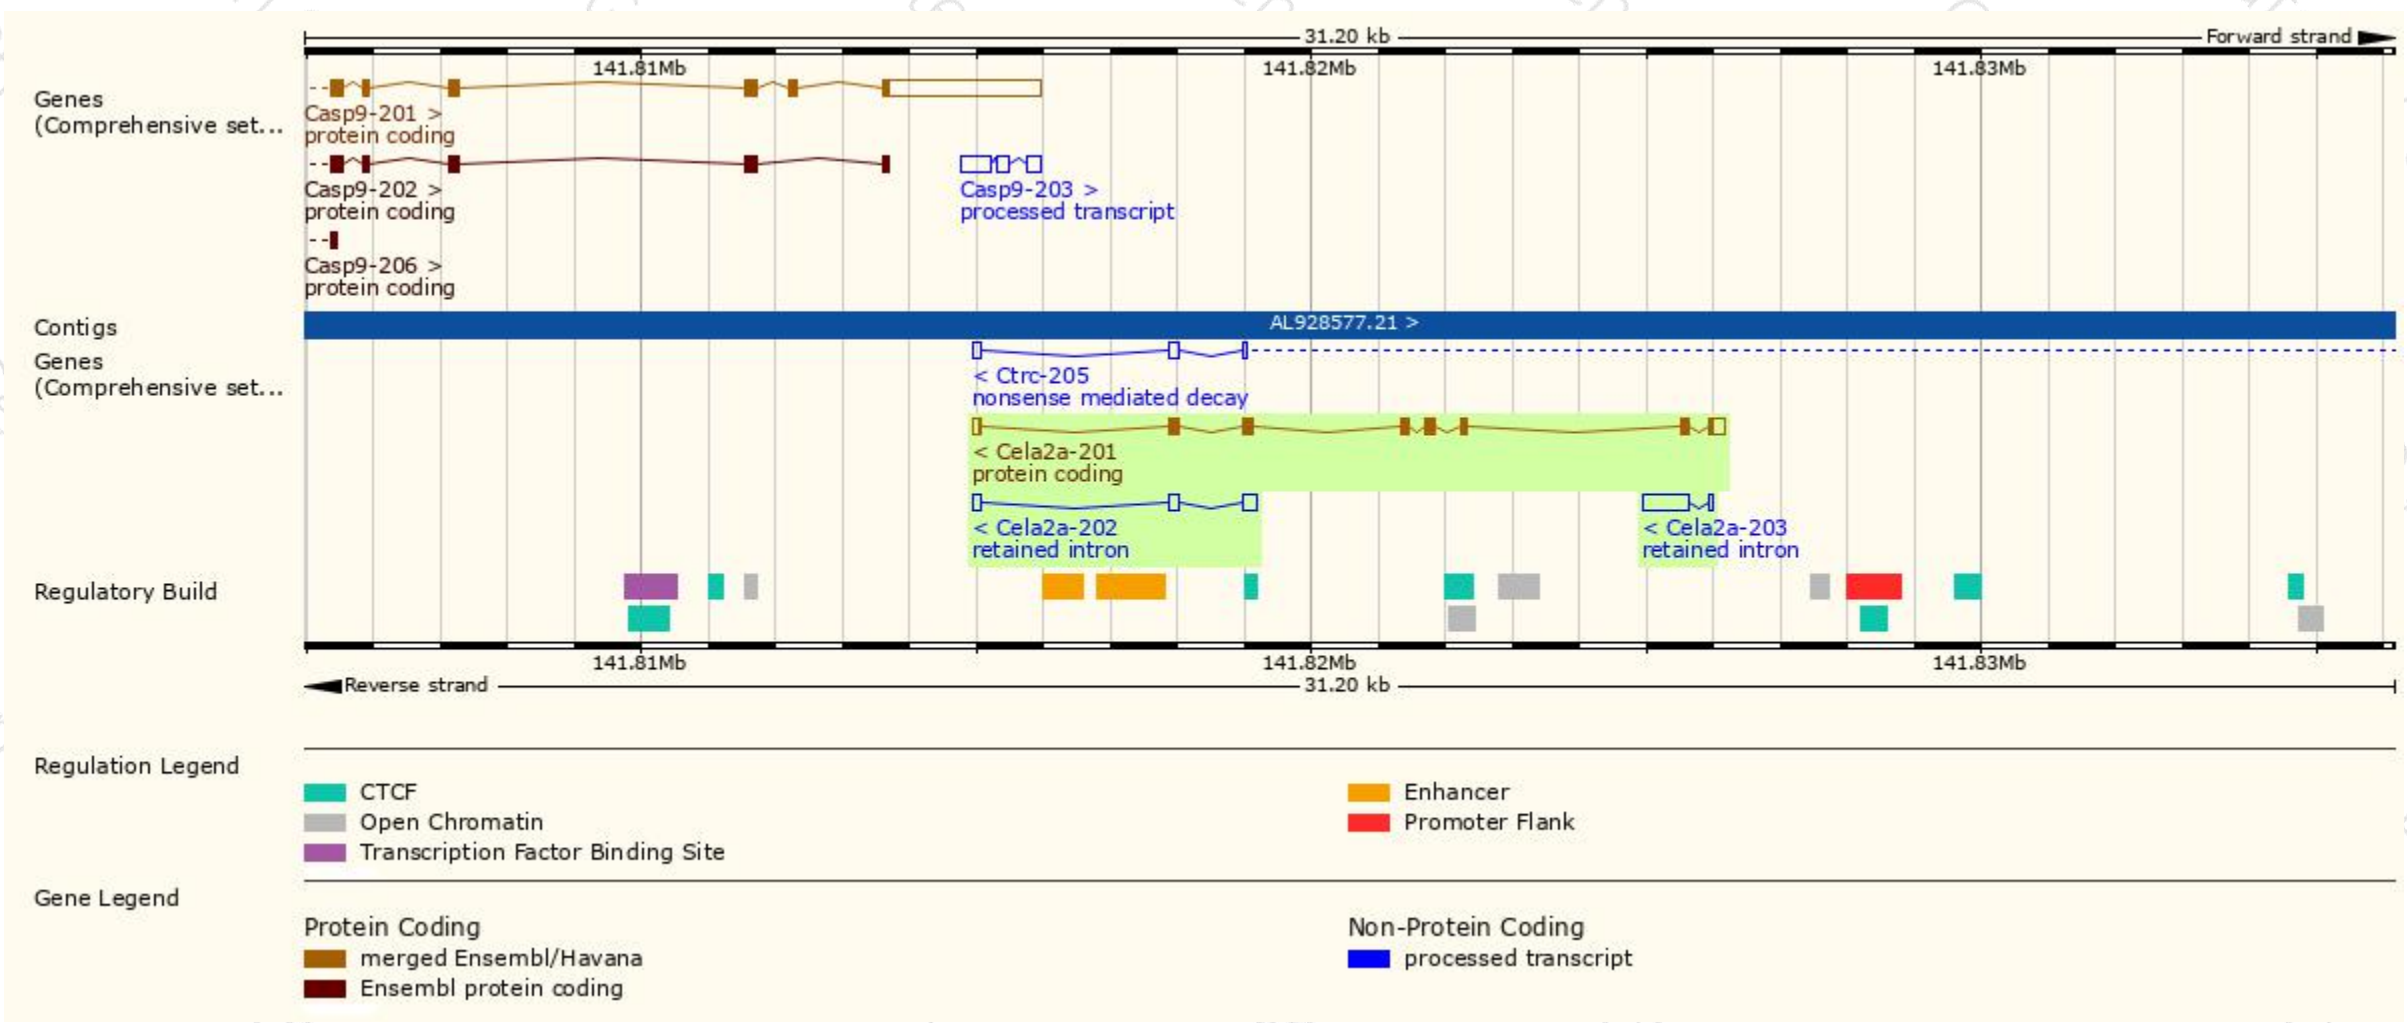 31.20 kb
Forward strand
141.81Mb
141.82Mb
141.83Mb
Genes
(Comprehensive set...
Casp9-201 >
protein coding
Casp9-202 >
protein coding
Casp9-203 >
processed transcript
Casp9-206 >
protein coding
Contigs
AL928577.21 >
Genes
(Comprehensive set...
< Ctrc-205
nonsense mediated decay
< Cela2a-201
protein coding
< Cela2a-202
retained intron
< Cela2a-203
retained intron
Regulatory Build
141.81Mb
141.82Mb
141.83Mb
Reverse strand
31.20 kb
Regulation Legend
CTCF
Enhancer
Open Chromatin
Promoter Flank
Transcription Factor Binding Site
Gene Legend
Protein Coding
Non-Protein Coding
merged Ensembl/Havana
processed transcript
Ensembl protein coding